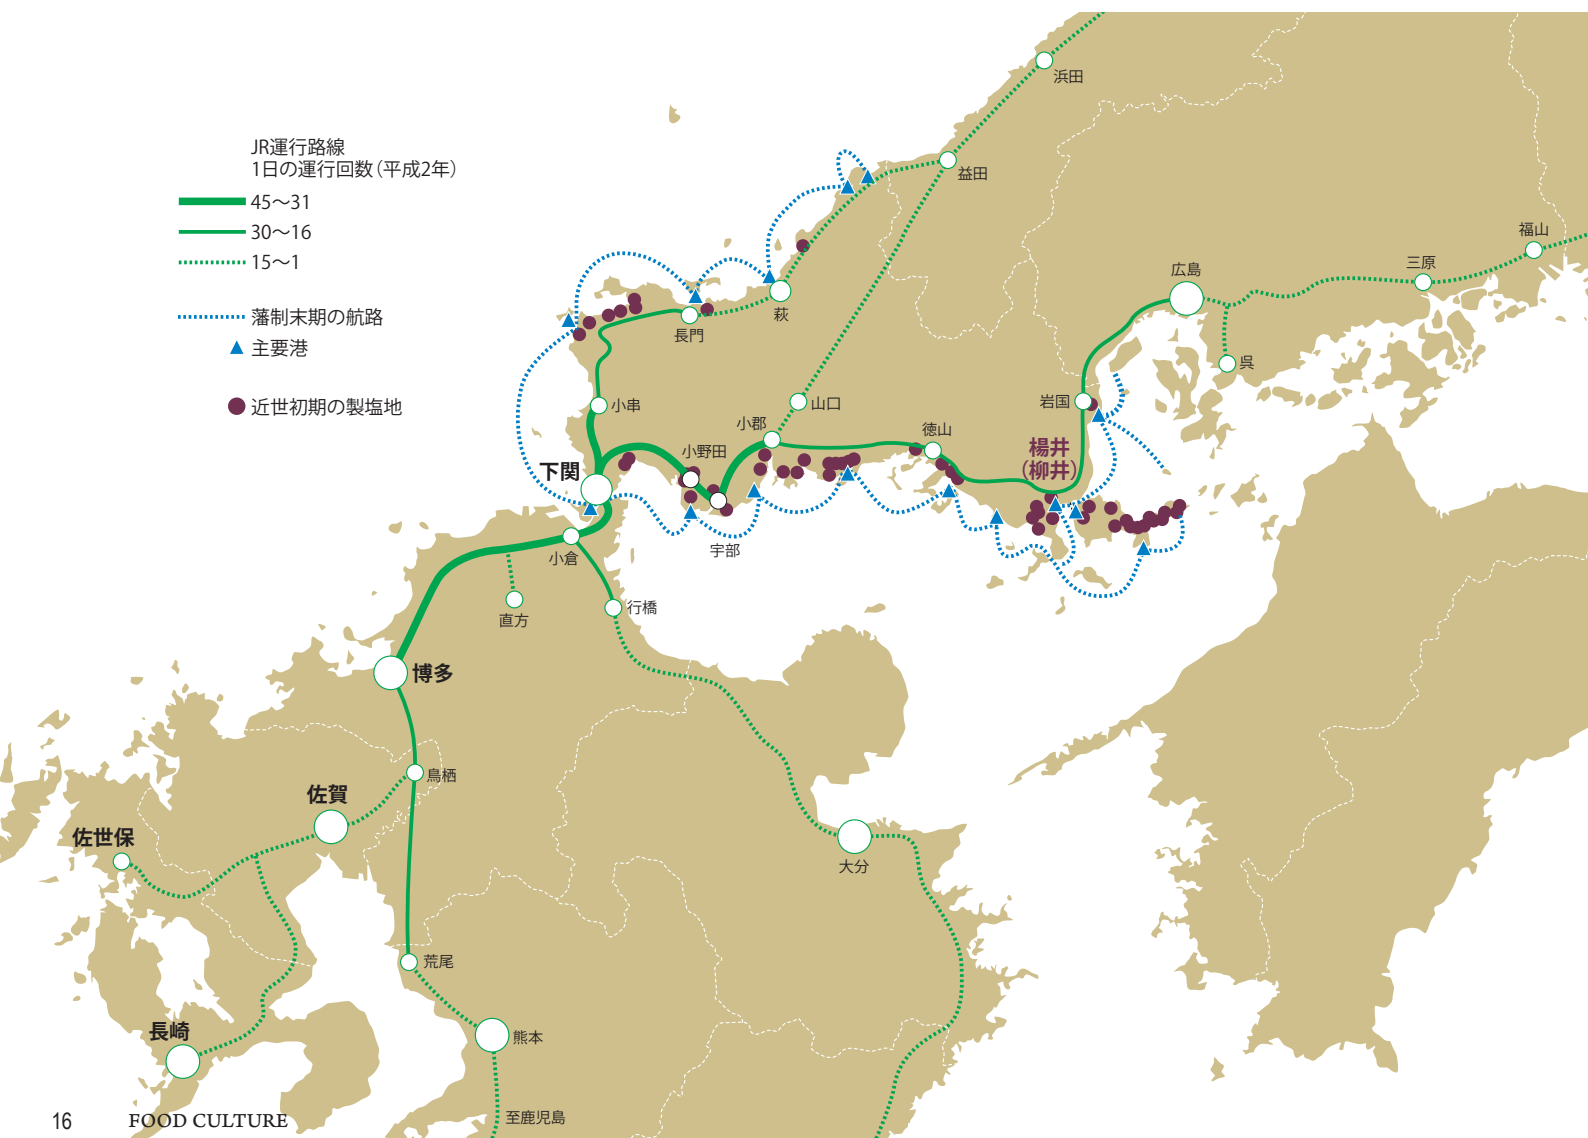 JR運行路線
1日の運行回数（平成2年）
45～31
30～16
15～1
藩制末期の航路
主要港
近世初期の製塩地
浜田
益田
福山
三原
広島
萩
長門
呉
岩国
小串
山口
小郡
徳山
小野田
楊井
（柳井）
下関
宇部
小倉
直方
行橋
博多
鳥栖
佐賀
佐世保
大分
荒尾
長崎
熊本
至鹿児島
16 FOOD CULTURE